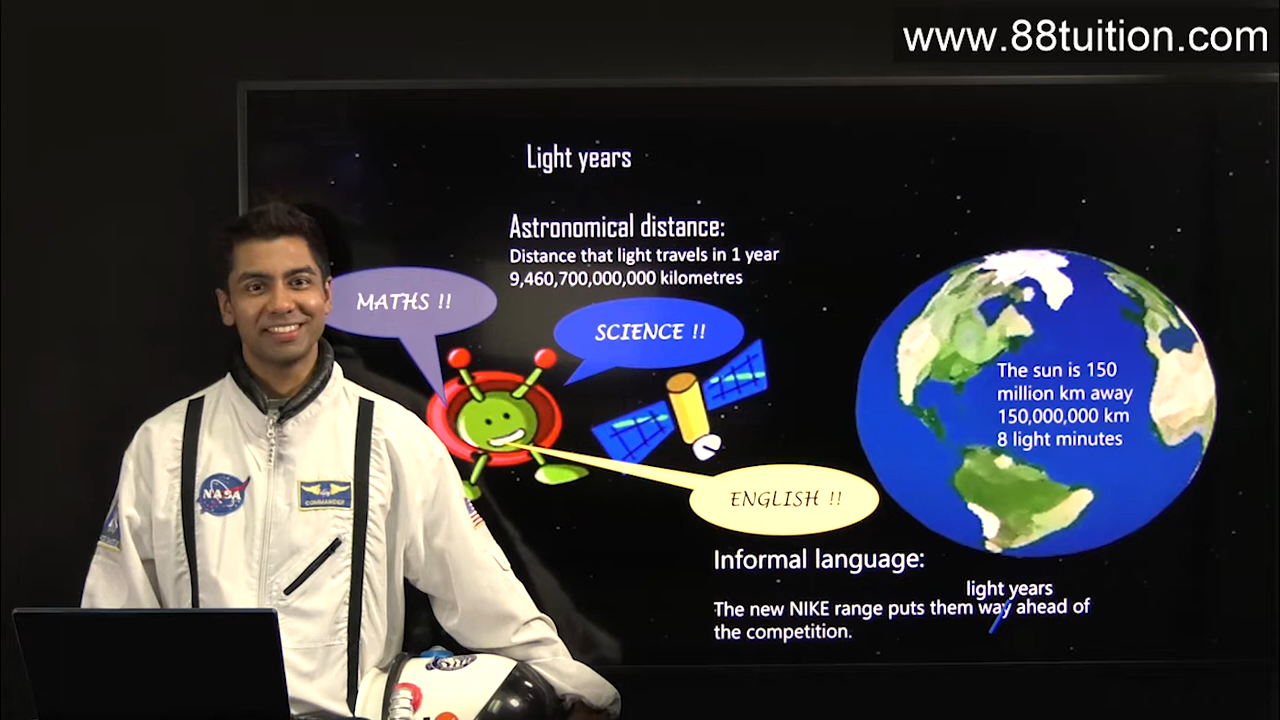 www.88tuition.com
Light years
Astronomical distance:
Distance that light travels in 1 year
9,460,700,000,000 kilometres
MATHS !!
SCIENCE !!
The sun is 150
million km away
150,000,000 km
8 light minutes
NASA
COMMANDER
ENGLISH !!
Informal language:
light years
The new NIKE range puts them way ahead of
the competition.